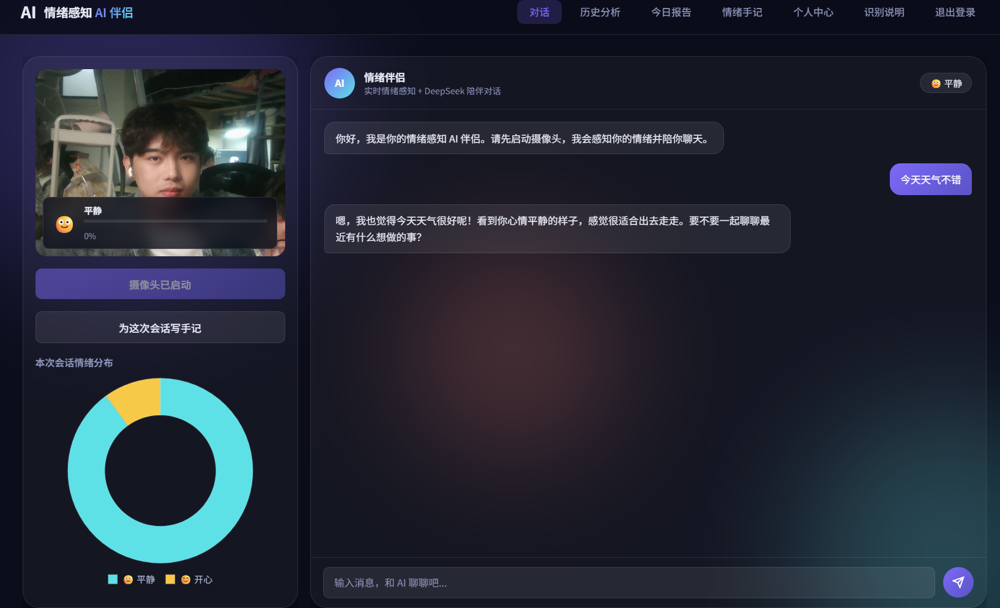 AI 情绪感知 AI 伴侣
对话 历史分析 今日报告 情绪手记 个人中心 识别说明 退出登录
平静
0%
摄像头已启动
为这次会话写手记
本次会话情绪分布
平静 开心
AI
情绪伴侣
实时情绪感知 + DeepSeek 陪伴对话
平静
你好，我是你的情绪感知 AI 伴侣。请先启动摄像头，我会感知你的情绪并陪你聊天。
今天天气不错
嗯，我也觉得今天天气很好呢！看到你心情平静的样子，感觉很适合出去走走。要不要一起聊聊最
近有什么想做的事？
输入消息，和 AI 聊聊吧...